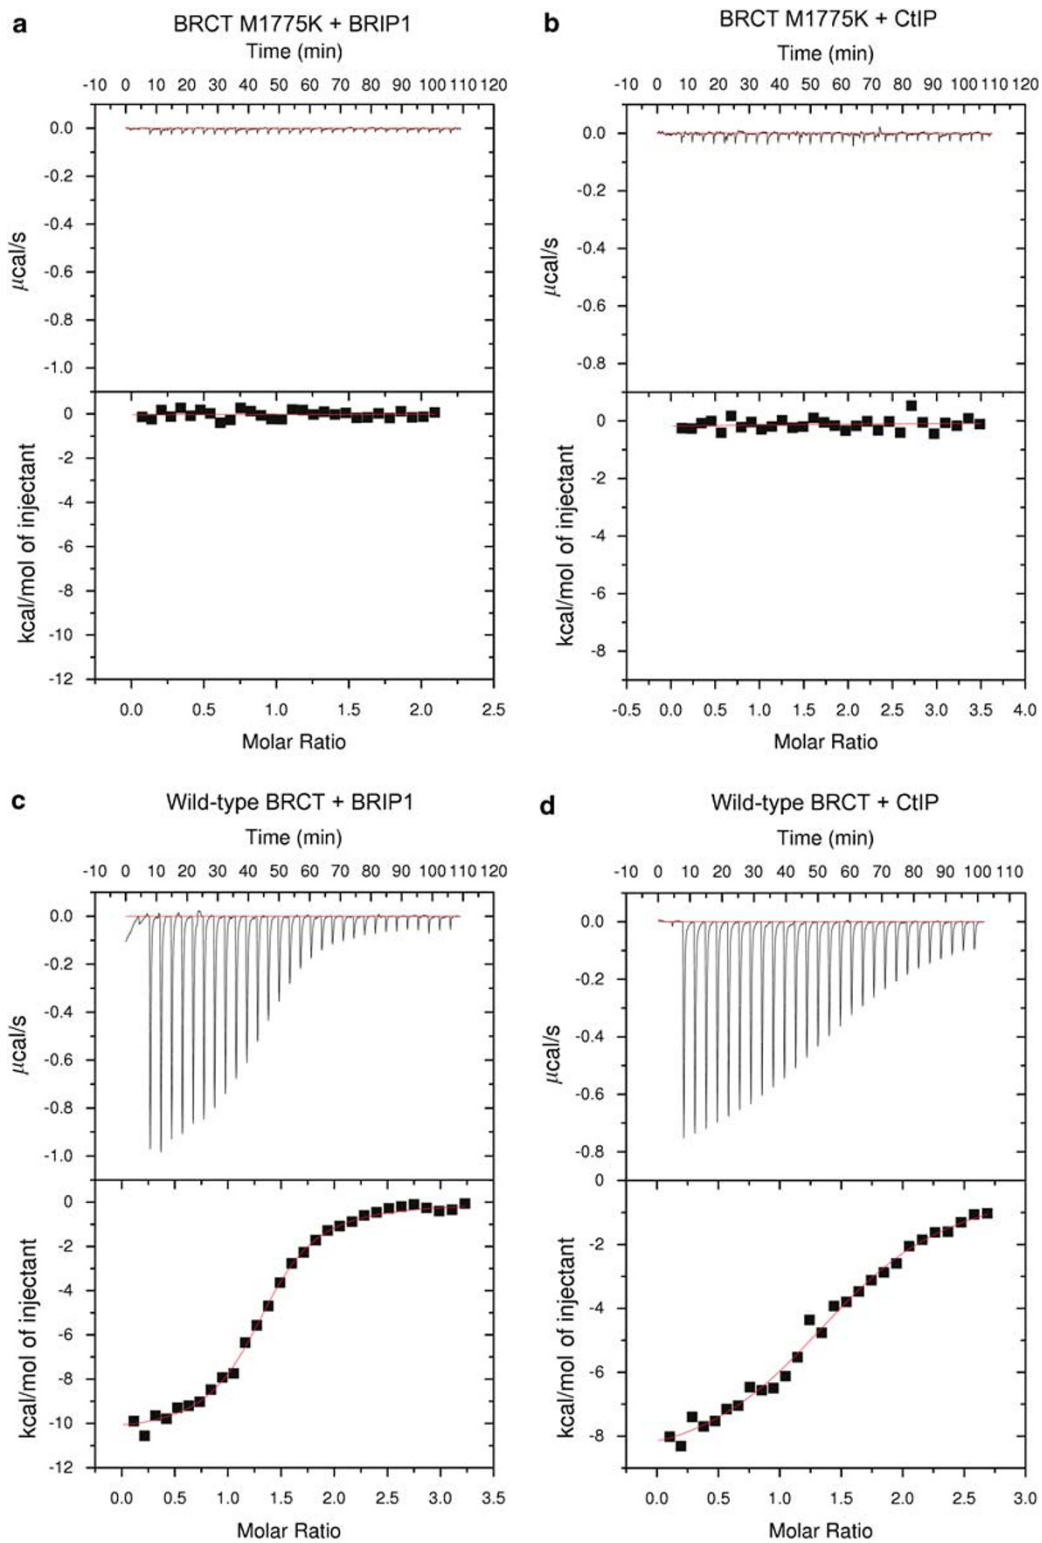 a
BRCT M1775K + BRIP1
Time (min)
-10 0 10 20 30 40 50 60 70 80 90 100 110 120
0.0
-0.2
-0.4
-0.6
-0.8
-1.0
μcal/s
0
-2
-4
-6
-8
-10
-12
kcal/mol of injectant
0.0 0.5 1.0 1.5 2.0 2.5
Molar Ratio
b
BRCT M1775K + CtIP
Time (min)
-10 0 10 20 30 40 50 60 70 80 90 100 110 120
0.0
-0.2
-0.4
-0.6
-0.8
μcal/s
0
-2
-4
-6
-8
kcal/mol of injectant
-0.5 0.0 0.5 1.0 1.5 2.0 2.5 3.0 3.5 4.0
Molar Ratio
c
Wild-type BRCT + BRIP1
Time (min)
-10 0 10 20 30 40 50 60 70 80 90 100 110 120
0.0
-0.2
-0.4
-0.6
-0.8
-1.0
μcal/s
0
-2
-4
-6
-8
-10
-12
kcal/mol of injectant
0.0 0.5 1.0 1.5 2.0 2.5 3.0 3.5
Molar Ratio
d
Wild-type BRCT + CtIP
Time (min)
-10 0 10 20 30 40 50 60 70 80 90 100 110
0.0
-0.2
-0.4
-0.6
-0.8
μcal/s
0
-2
-4
-6
-8
kcal/mol of injectant
0.0 0.5 1.0 1.5 2.0 2.5 3.0
Molar Ratio